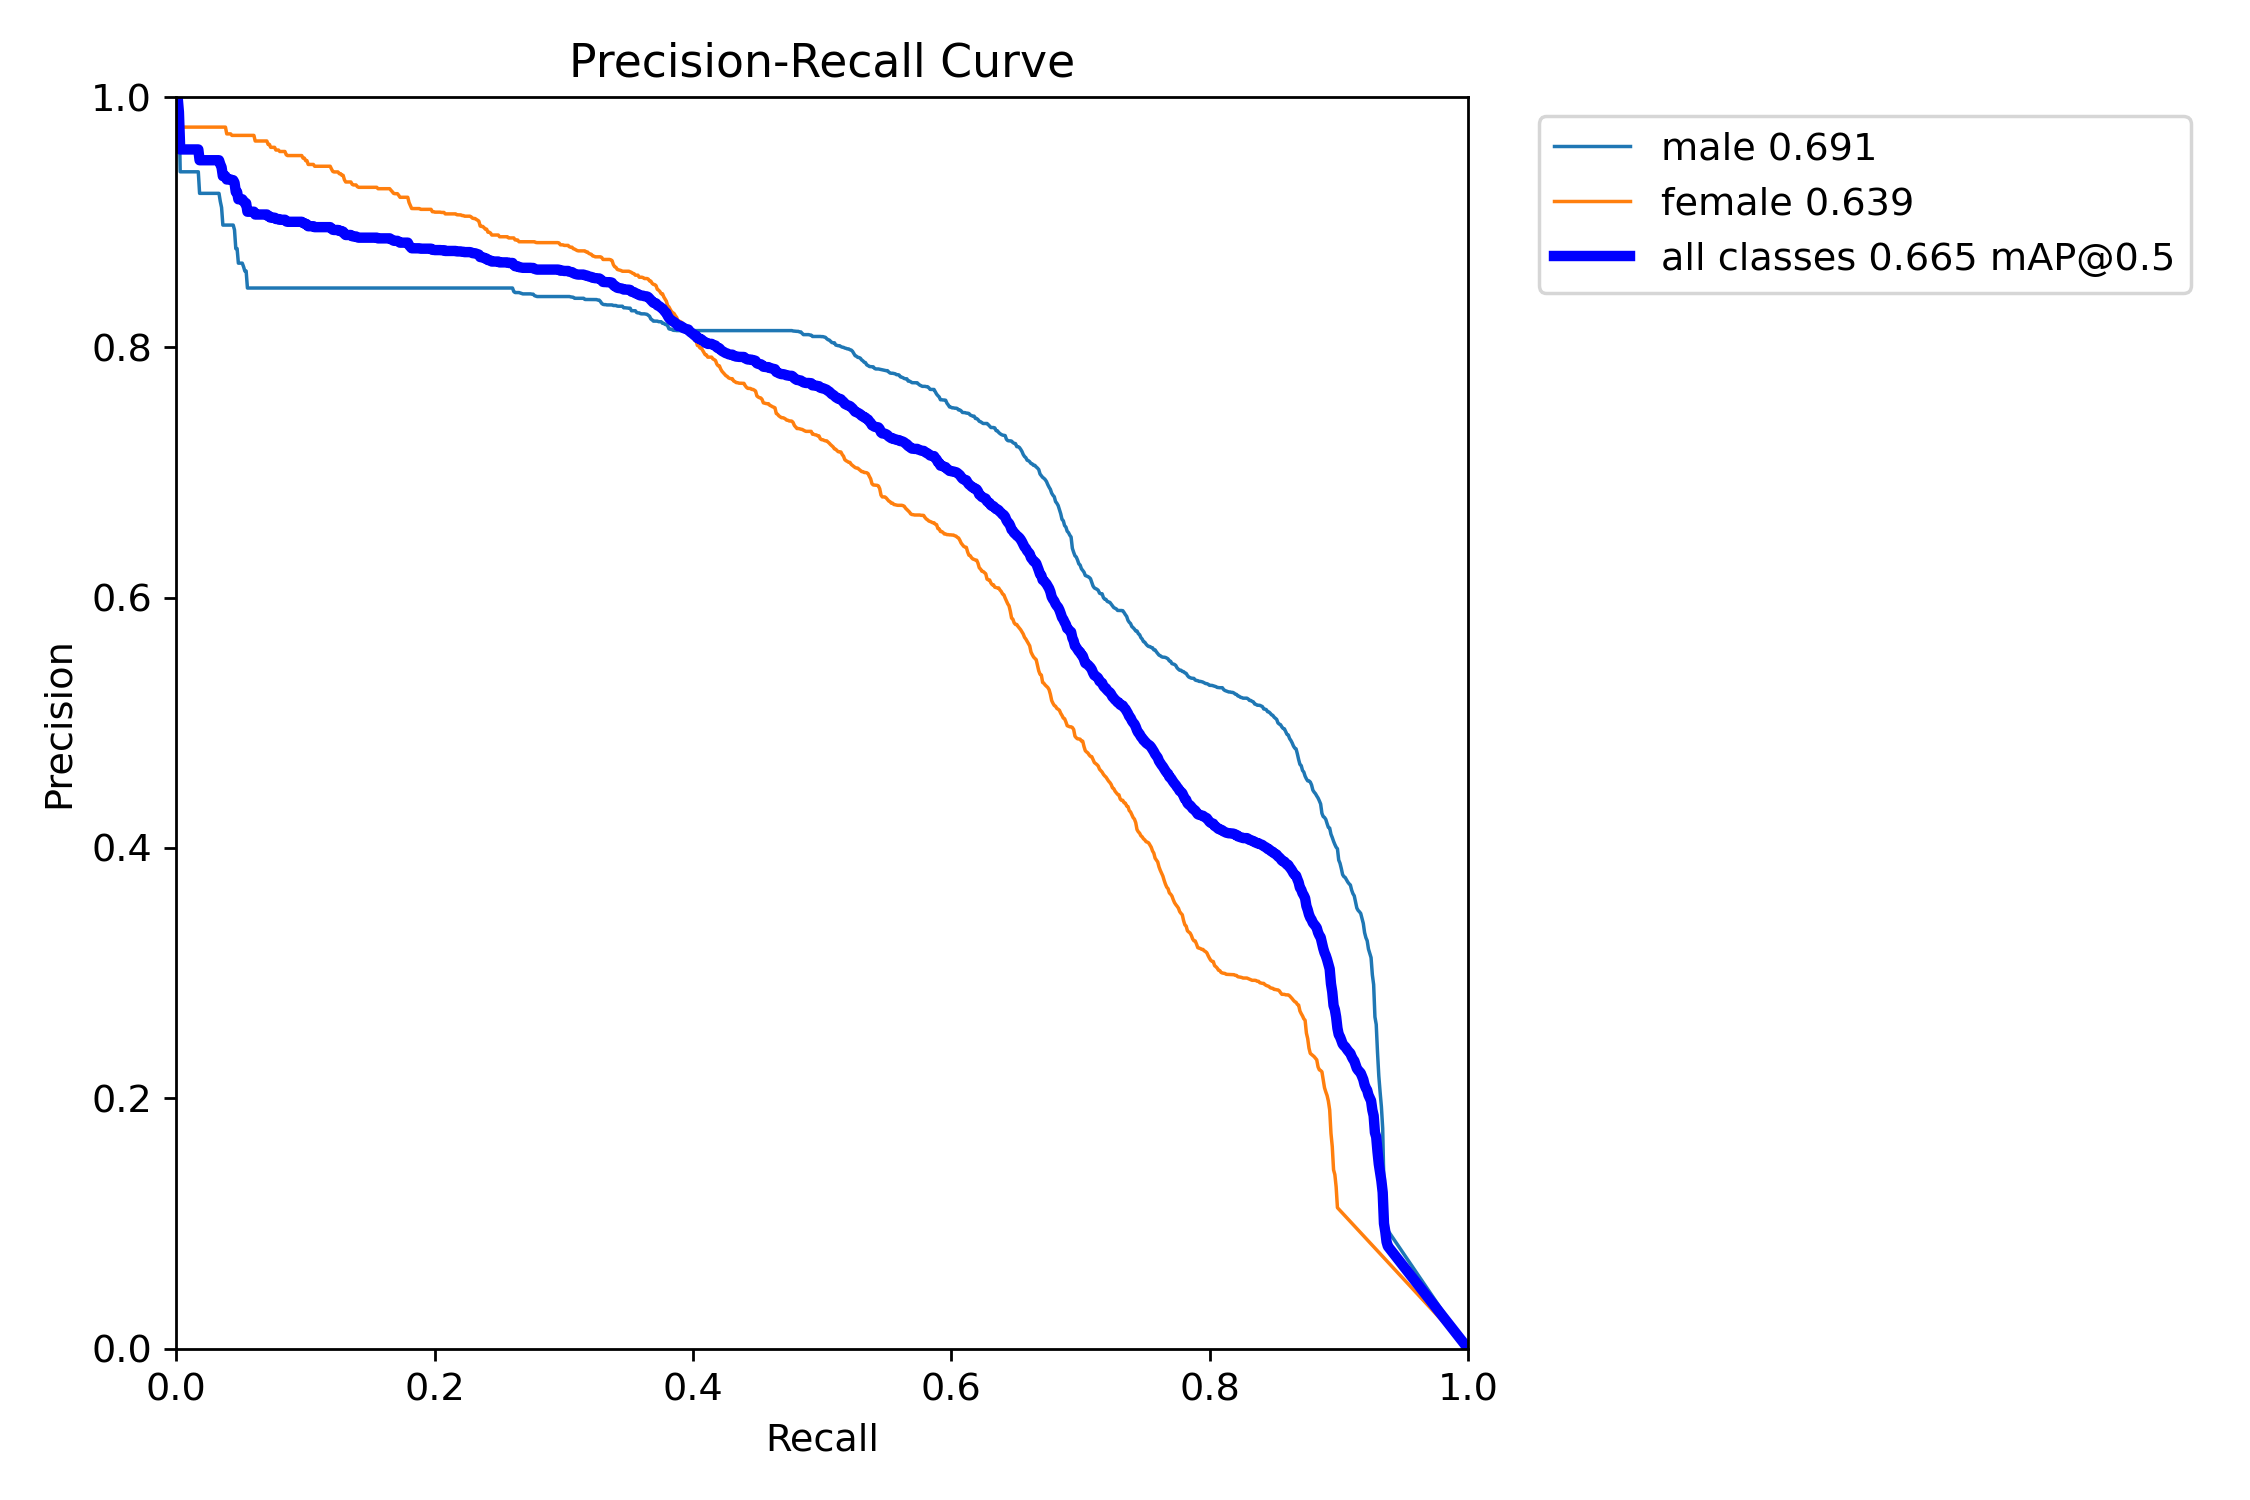 Precision-Recall Curve
1.0
0.8
0.6
0.4
0.2
0.0
Precision
0.0 0.2 0.4 0.6 0.8 1.0
Recall
male 0.691
female 0.639
all classes 0.665 mAP@0.5